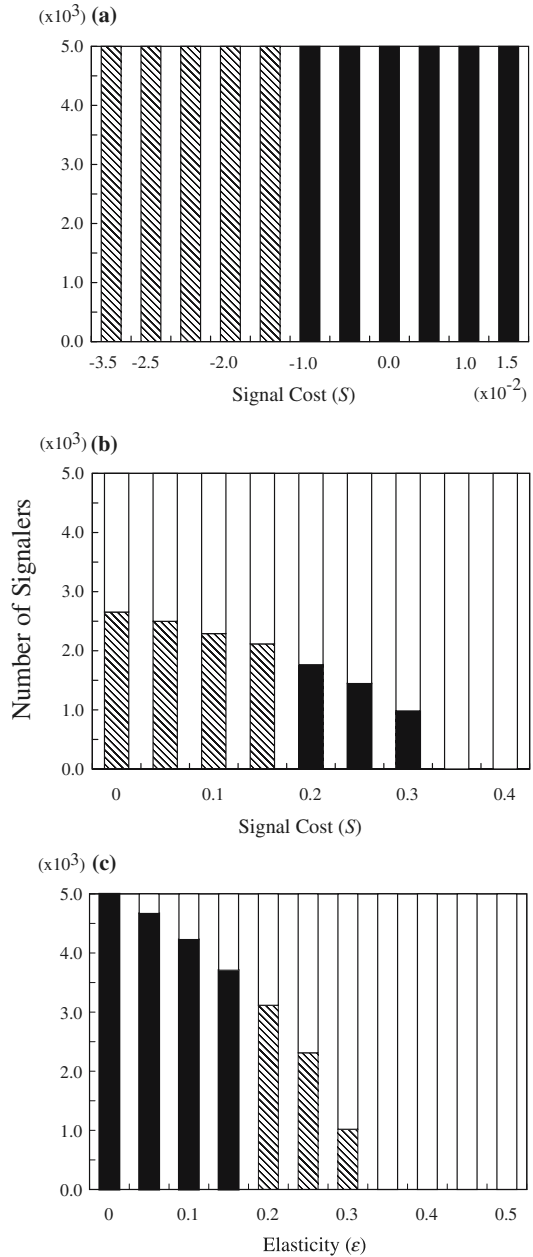 (x10³) (a)
5.0
4.0
3.0
2.0
1.0
0.0
-3.5 -2.5 -2.0 -1.0 0.0 1.0 1.5
Signal Cost (S) (x10⁻²)
(x10³) (b)
Number of Signalers
5.0
4.0
3.0
2.0
1.0
0.0
0 0.1 0.2 0.3 0.4
Signal Cost (S)
(x10³) (c)
5.0
4.0
3.0
2.0
1.0
0.0
0 0.1 0.2 0.3 0.4 0.5
Elasticity (ε)